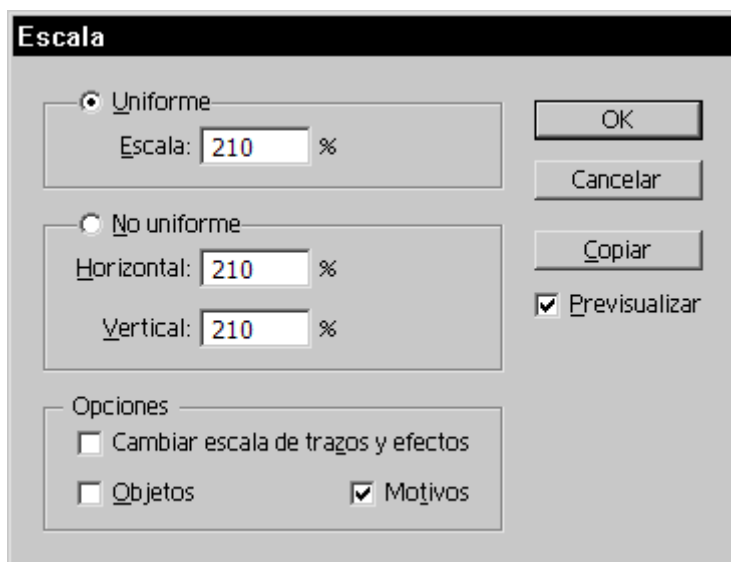 Escala
Uniforme
Escala: 210 %
No uniforme
Horizontal: 210 %
Vertical: 210 %
Opciones
Cambiar escala de trazos y efectos
Objetos Motivos
OK
Cancelar
Copiar
Previsualizar